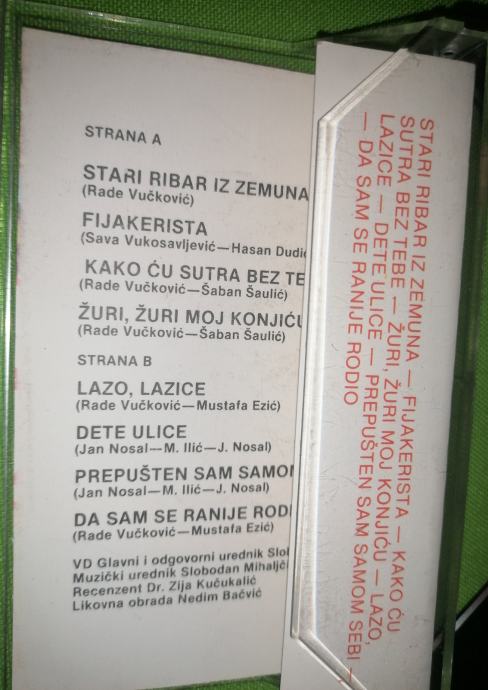 STRANA A
STARI RIBAR IZ ZEMUNA
(Rade Vučković)
FIJAKERISTA
(Sava Vukosavljević—Hasan Dudić
KAKO ĆU SUTRA BEZ TE
(Rade Vučković—Šaban Šaulić)
ŽURI, ŽURI MOJ KONJIĆU
(Rade Vučković—Šaban Šaulić)
STRANA B
LAZO, LAZICE
(Rade Vučković—Mustafa Ezić)
DETE ULICE
(Jan Nosal—M. Ilić—J. Nosal)
PREPUŠTEN SAM SAMOM
(Jan Nosal—M. Ilić—J. Nosal)
DA SAM SE RANIJE RODI
(Rade Vučković—Mustafa Ezić)
VD Glavni i odgovorni urednik Slob
Muzički urednik Slobodan Mihaljči
Recenzent Dr. Zija Kučukalić
Likovna obrada Nedim Bačvić
STARI RIBAR IZ ZEMUNA — FIJAKERISTA — KAKO ĆU
SUTRA BEZ TEBE — ŽURI, ŽURI MOJ KONJIĆU — LAZO,
LAZICE — DETE ULICE — PREPUŠTEN SAM SAMOM SEBI —
— DA SAM SE RANIJE RODIO